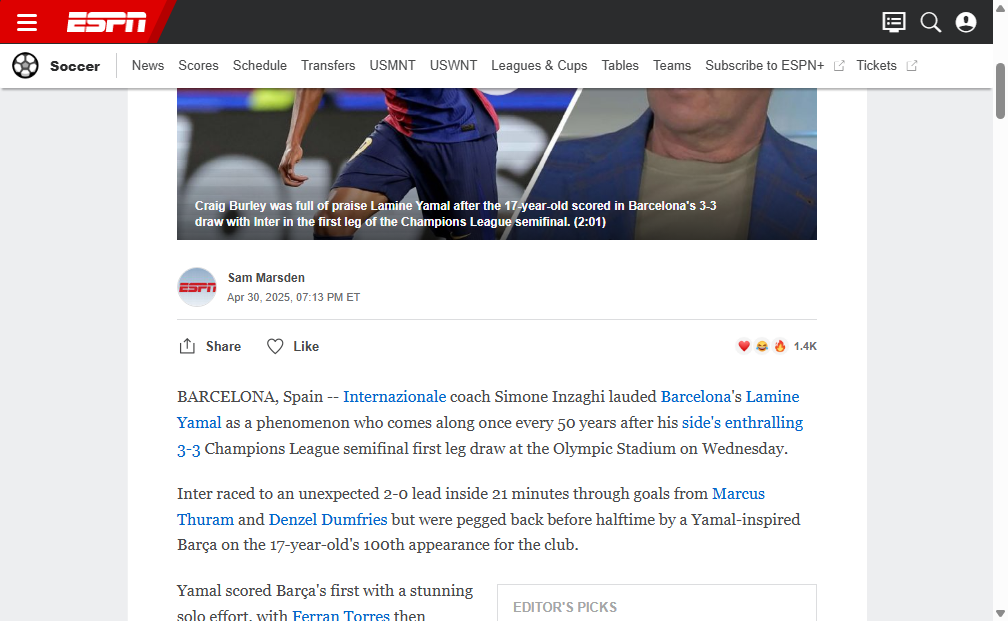 ESPN
Soccer
News Scores Schedule Transfers USMNT USWNT Leagues & Cups Tables Teams Subscribe to ESPN+ Tickets
Craig Burley was full of praise Lamine Yamal after the 17-year-old scored in Barcelona's 3-3
draw with Inter in the first leg of the Champions League semifinal. (2:01)
ESPN
Sam Marsden
Apr 30, 2025, 07:13 PM ET
Share Like 1.4K
BARCELONA, Spain -- Internazionale coach Simone Inzaghi lauded Barcelona's Lamine
Yamal as a phenomenon who comes along once every 50 years after his side's enthralling
3-3 Champions League semifinal first leg draw at the Olympic Stadium on Wednesday.
Inter raced to an unexpected 2-0 lead inside 21 minutes through goals from Marcus
Thuram and Denzel Dumfries but were pegged back before halftime by a Yamal-inspired
Barça on the 17-year-old's 100th appearance for the club.
Yamal scored Barça's first with a stunning
solo effort, with Ferran Torres then
EDITOR'S PICKS